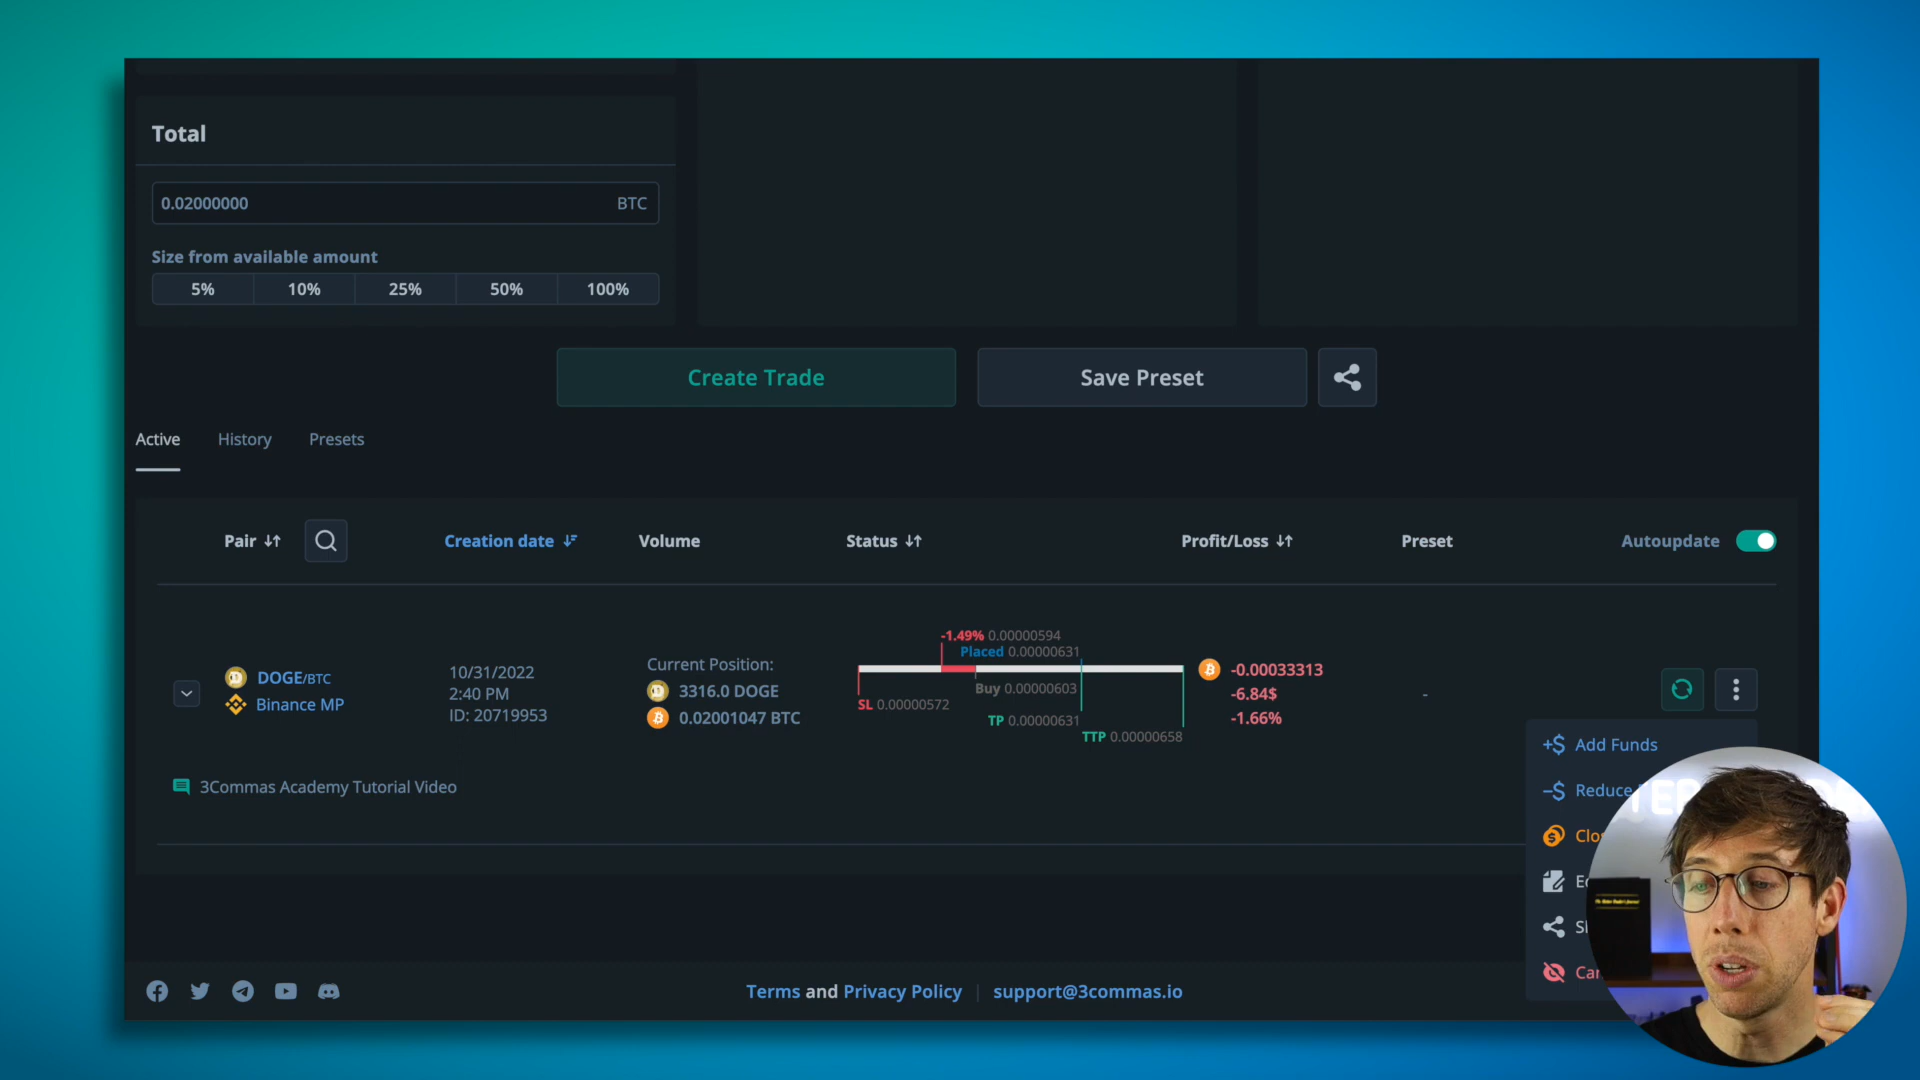 Total
0.02000000 BTC
Size from available amount
5% 10% 25% 50% 100%
Create Trade
Save Preset
Active
History
Presets
Pair
Creation date
Volume
Status
Profit/Loss
Preset
Autoupdate
DOGE/BTC
Binance MP
10/31/2022
2:40 PM
ID: 20719953
Current Position:
3316.0 DOGE
0.02001047 BTC
-1.49% 0.00000594
Placed 0.00000631
Buy 0.00000603
SL 0.00000572
TP 0.00000631
TTP 0.00000658
-0.00033313
-6.84$
-1.66%
-
3Commas Academy Tutorial Video
+$ Add Funds
-$ Reduce
Terms and Privacy Policy
support@3commas.io